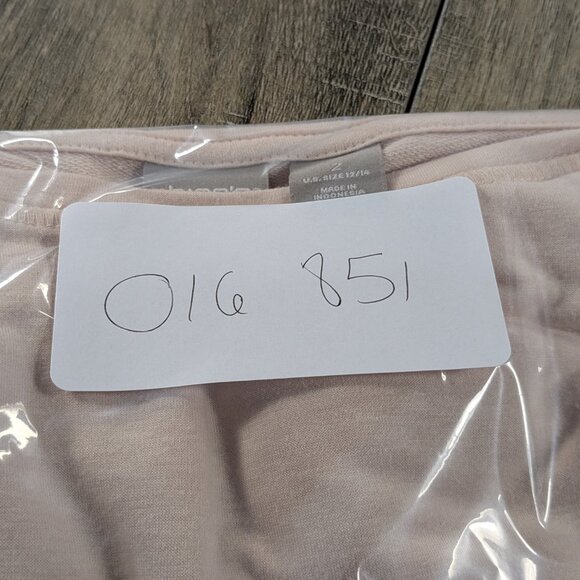 2
U.S. SIZE 12/14
MADE IN
INDONESIA
016 851